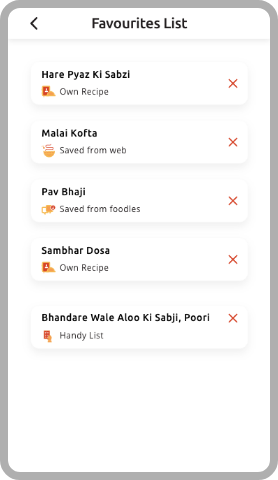 Favourites List
Hare Pyaz Ki Sabzi
Own Recipe
Malai Kofta
Saved from web
Pav Bhaji
Saved from foodles
Sambhar Dosa
Own Recipe
Bhandare Wale Aloo Ki Sabji, Poori
Handy List